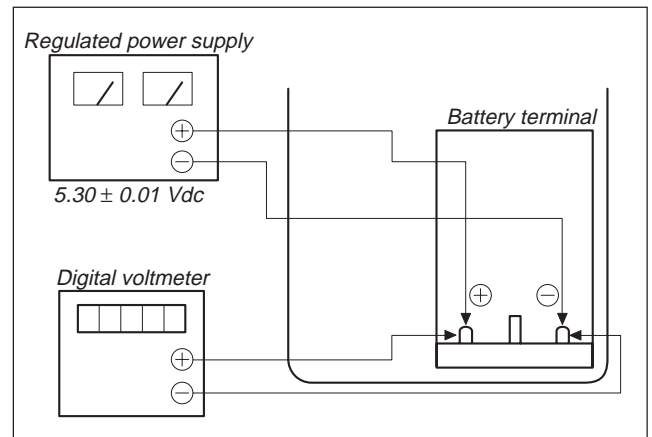 Regulated power supply
Battery terminal
⊕
⊖
5.30 ± 0.01 Vdc
Digital voltmeter
⊕ ⊖
⊕
⊖